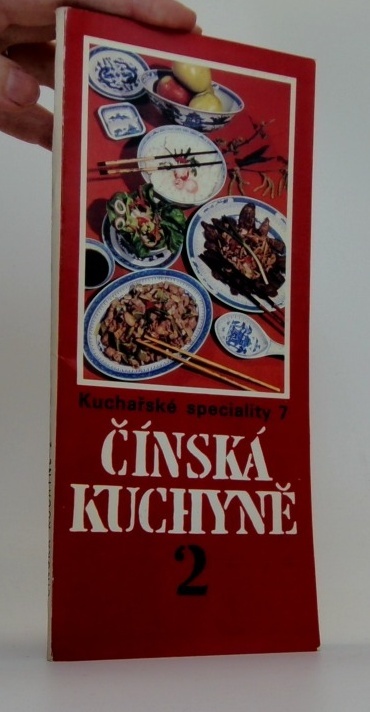 Kuchařské speciality 7
ČÍNSKÁ
KUCHYNĚ
2